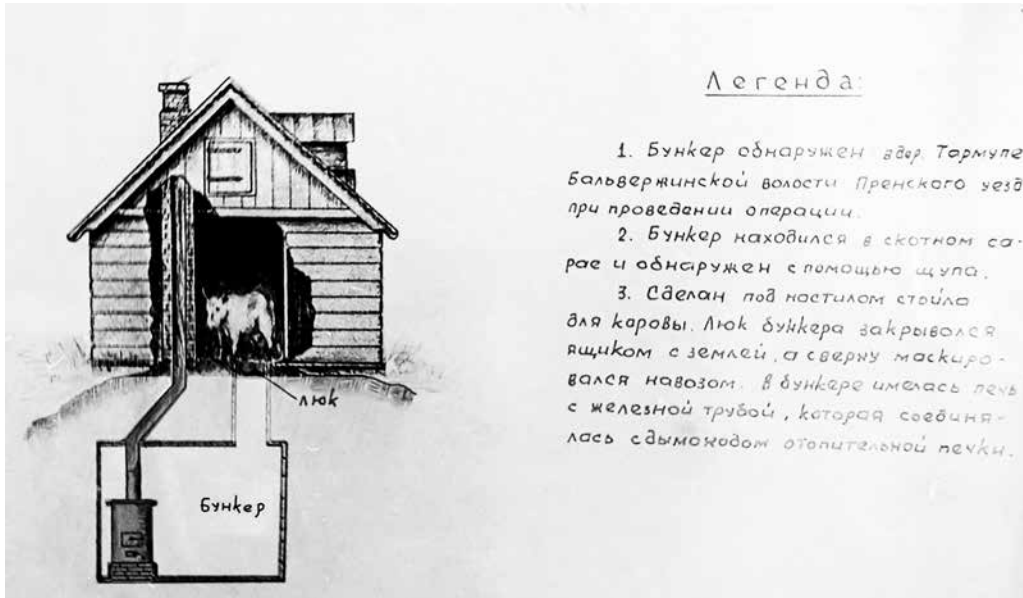 Легенда:
1. Бункер обнаружен в дер. Тормупе
Бальвержинской волости Пренского уезд
при проведении операции.
2. Бункер находился в скотном са-
рае и обнаружен с помощью щупа.
3. Сделан под настилом стойла
для каровы. Люк бункера закрывался
ящиком с землей, а сверху маскиро-
вался навозом. В бункере имелась печь
с железной трубой, которая соединя-
лась с дымоходом отопительной печки.
люк
Бункер